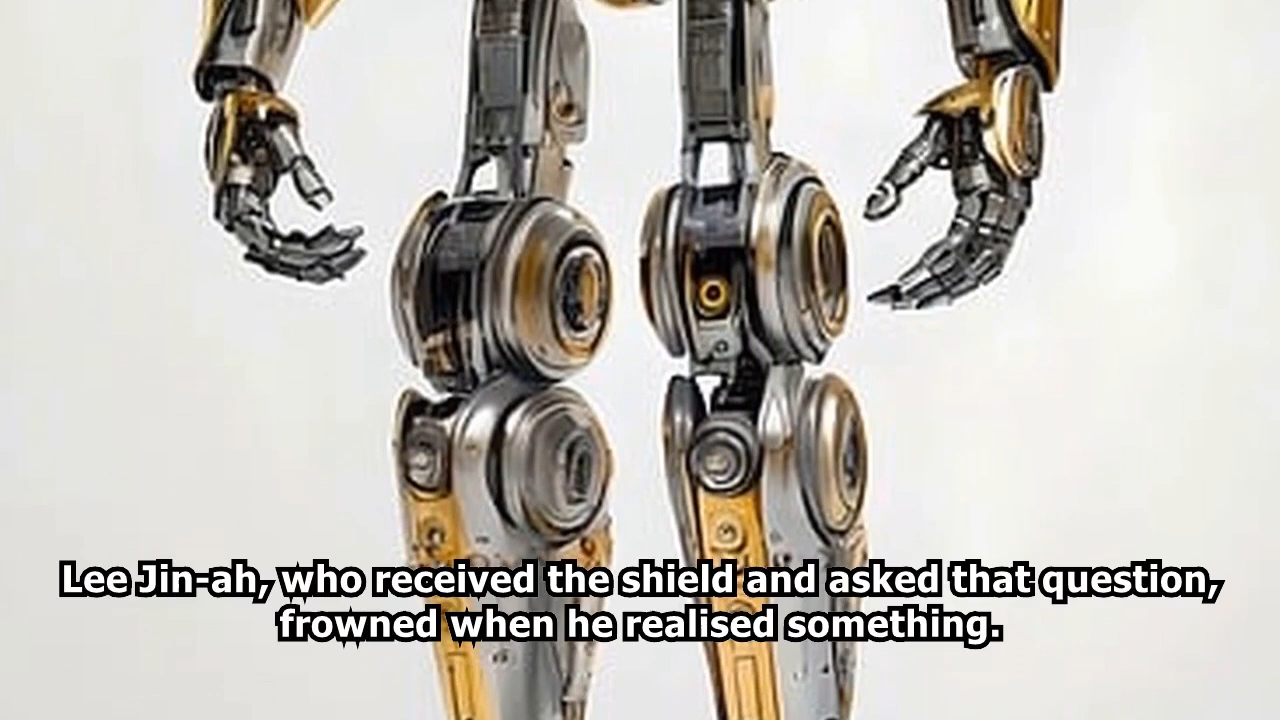 Lee Jin-ah, who received the shield and asked that question,
frowned when he realised something.